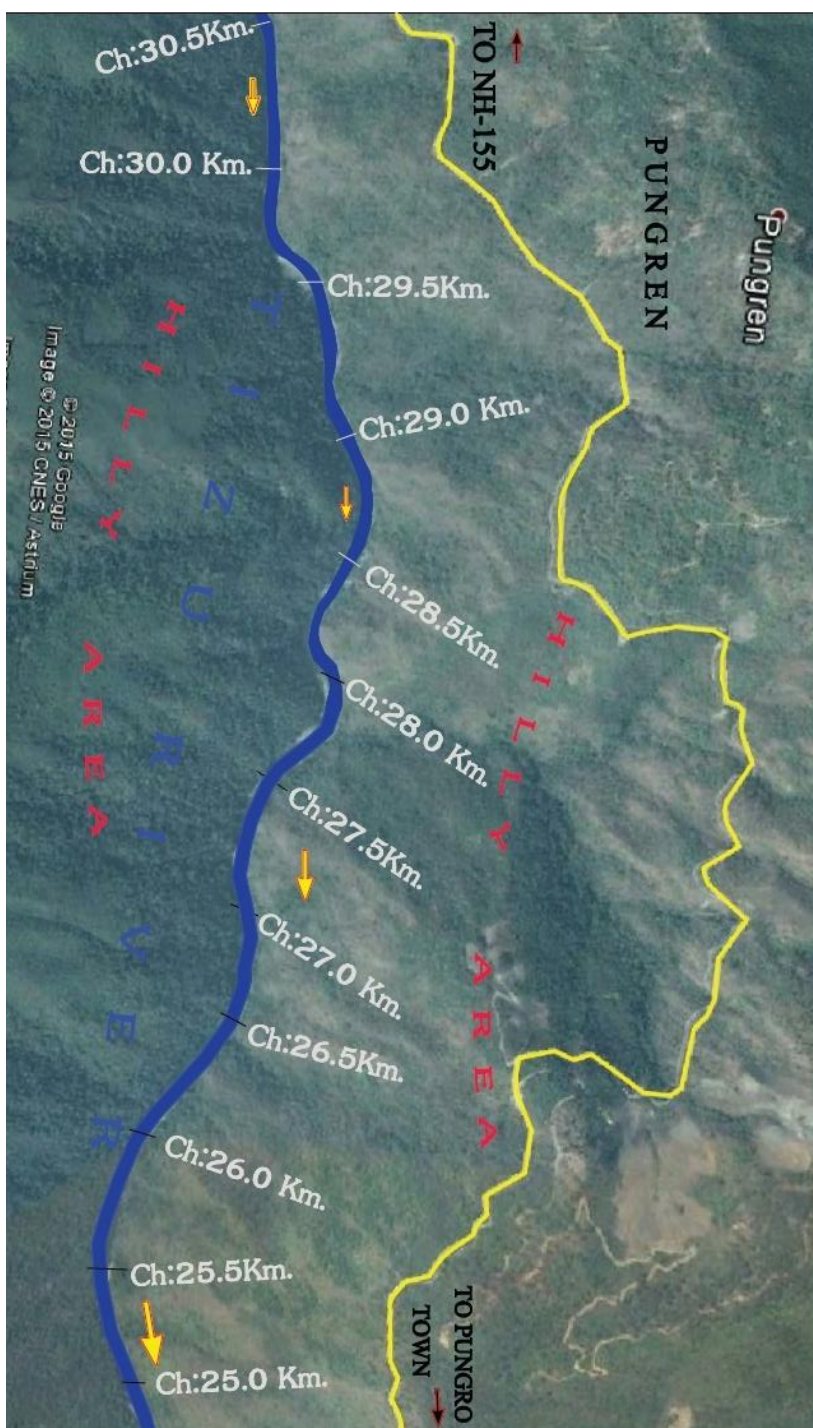 Ch:30.5Km.
TO NH-155
PUNGREN
Pungren
Ch:30.0 Km.
Ch:29.5Km.
Ch:29.0 Km.
Ch:28.5Km.
Ch:28.0 Km.
Ch:27.5Km.
Ch:27.0 Km.
Ch:26.5Km.
Ch:26.0 Km.
Ch:25.5Km.
Ch:25.0 Km.
TIZU RIVER
HILLY AREA
HILLY AREA
TO PUNGRO
TOWN
© 2015 Google
Image © 2015 CNES / Astrium